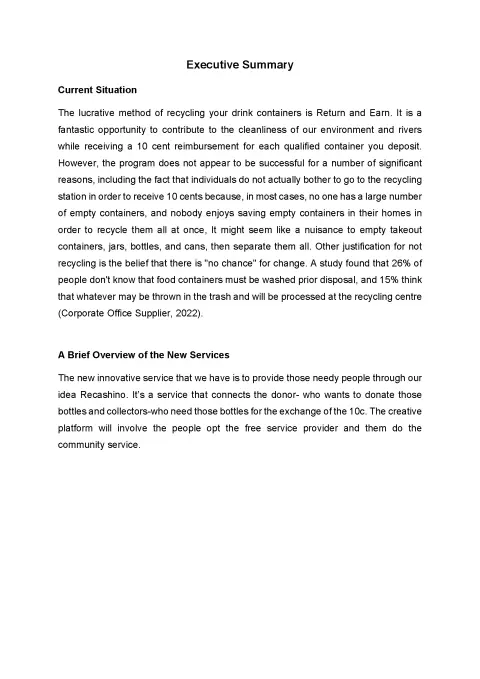 Executive Summary
Current Situation
The lucrative method of recycling your drink containers is Return and Earn. It is a
fantastic opportunity to contribute to the cleanliness of our environment and rivers
while receiving a 10 cent reimbursement for each qualified container you deposit.
However, the program does not appear to be successful for a number of significant
reasons, including the fact that individuals do not actually bother to go to the recycling
station in order to receive 10 cents because, in most cases, no one has a large number
of empty containers, and nobody enjoys saving empty containers in their homes in
order to recycle them all at once, It might seem like a nuisance to empty takeout
containers, jars, bottles, and cans, then separate them all. Other justification for not
recycling is the belief that there is "no chance" for change. A study found that 26% of
people don't know that food containers must be washed prior disposal, and 15% think
that whatever may be thrown in the trash and will be processed at the recycling centre
(Corporate Office Supplier, 2022).
A Brief Overview of the New Services
The new innovative service that we have is to provide those needy people through our
idea Recashino. It's a service that connects the donor- who wants to donate those
bottles and collectors-who need those bottles for the exchange of the 10c. The creative
platform will involve the people opt the free service provider and them do the
community service.